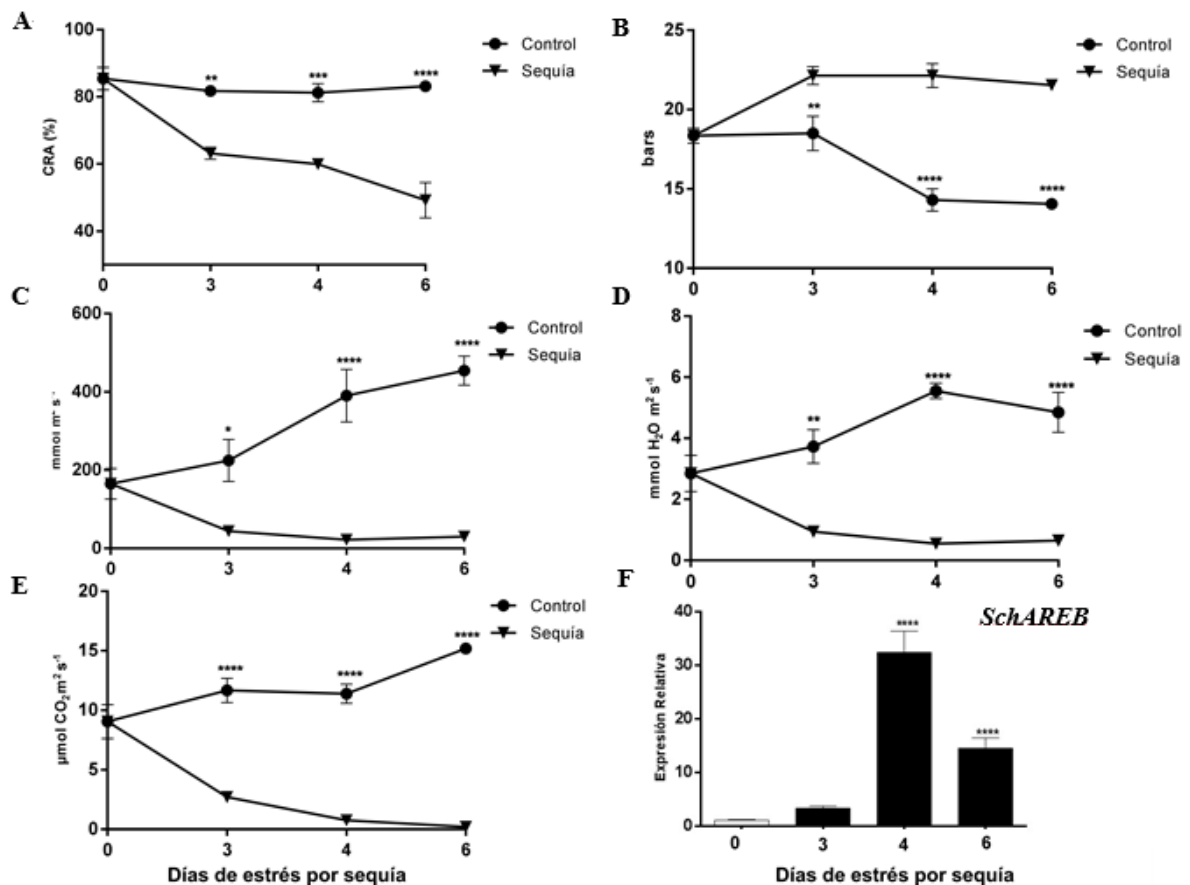 A
100
80
60
40
CRA (%)
0
3
4
6
**
***
****
Control
Sequía
B
25
20
15
10
bars
0
3
4
6
**
****
****
Control
Sequía
C
600
400
200
0
0
3
4
6
*
****
****
Control
Sequía
D
8
6
4
2
0
mmol H₂O m² s⁻¹
0
3
4
6
**
****
****
Control
Sequía
E
20
15
10
5
0
µmol CO₂ m² s⁻¹
0
3
4
6
****
****
****
Control
Sequía
Días de estrés por sequía
F
SchAREB
40
30
20
10
0
Expresión Relativa
0
3
4
6
****
****
Días de estrés por sequía